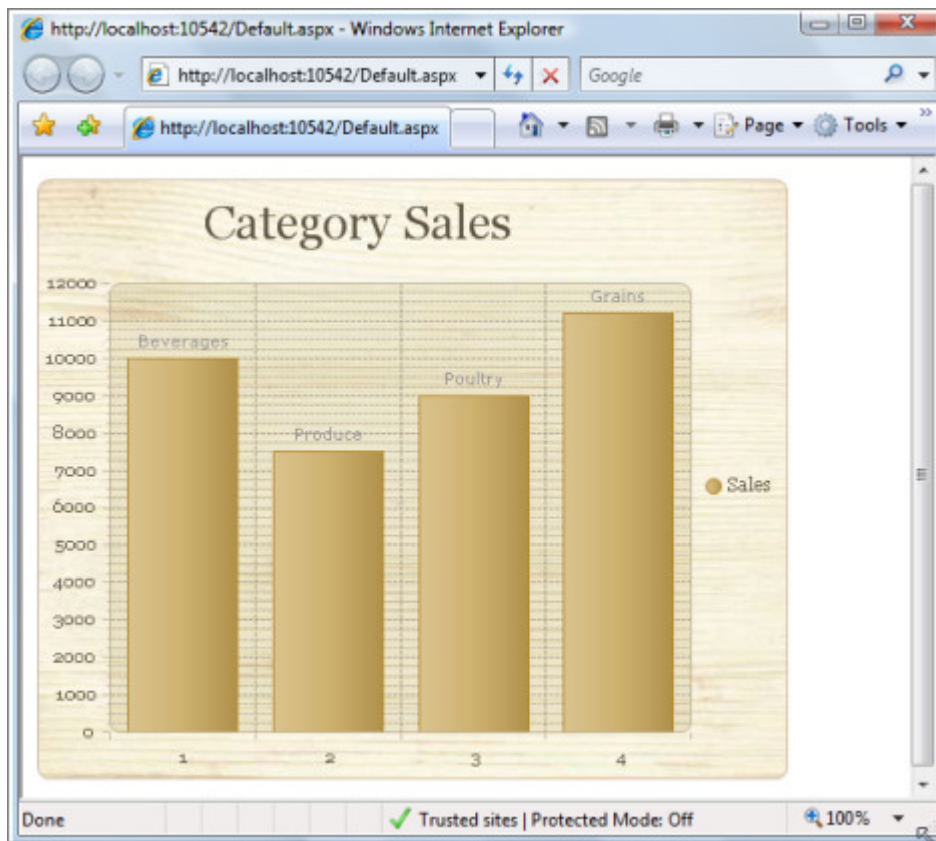 http://localhost:10542/Default.aspx - Windows Internet Explorer
http://localhost:10542/Default.aspx
Google
http://localhost:10542/Default.aspx
Page
Tools
Category Sales
12000
11000
10000
9000
8000
7000
6000
5000
4000
3000
2000
1000
0
Beverages
Produce
Poultry
Grains
1 2 3 4
Sales
Done
Trusted sites | Protected Mode: Off
100%